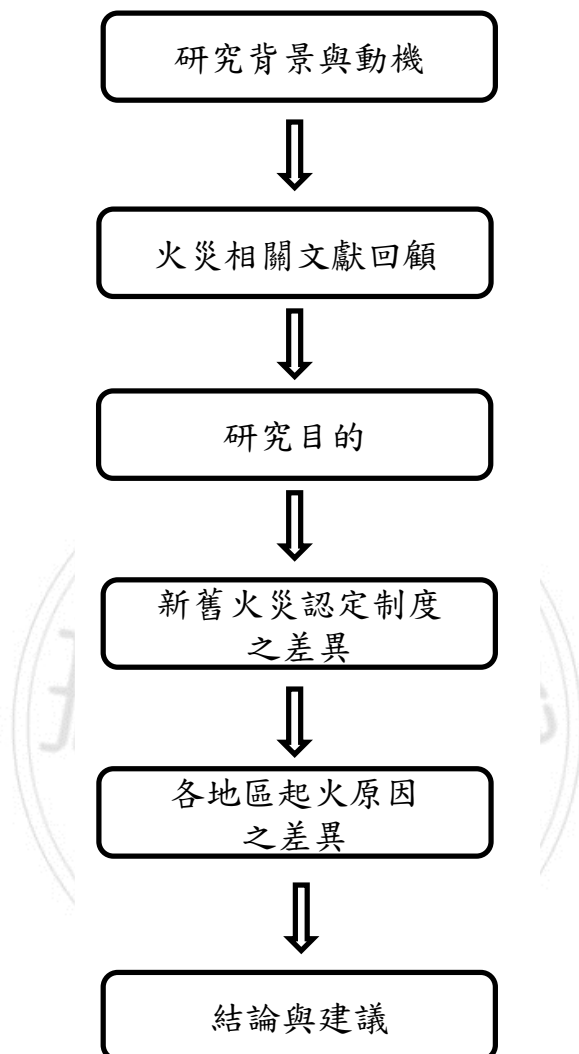 研究背景與動機
火災相關文獻回顧
研究目的
新舊火災認定制度
之差異
各地區起火原因
之差異
結論與建議